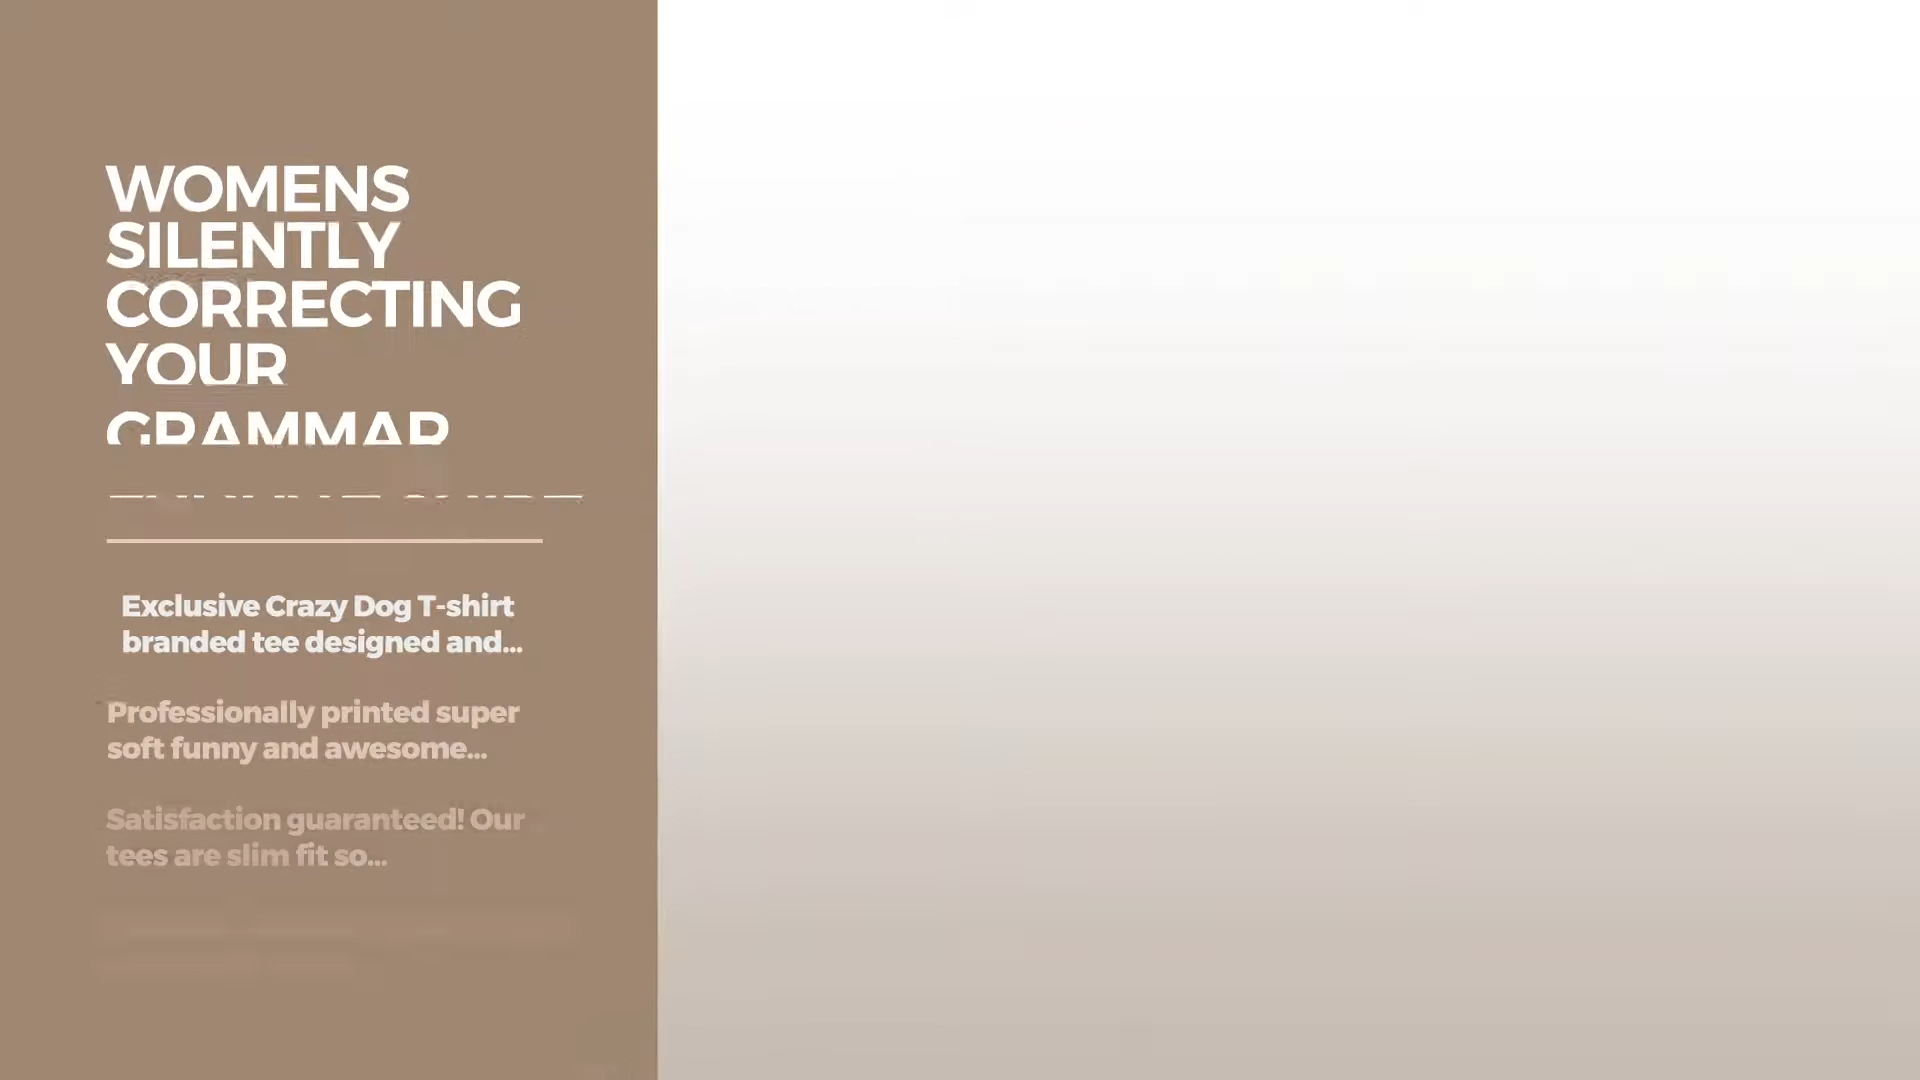 WOMENS
SILENTLY
CORRECTING
YOUR
GRAMMAR
Exclusive Crazy Dog T-shirt
branded tee designed and...
Professionally printed super
soft funny and awesome...
Satisfaction guaranteed! Our
tees are slim fit so...